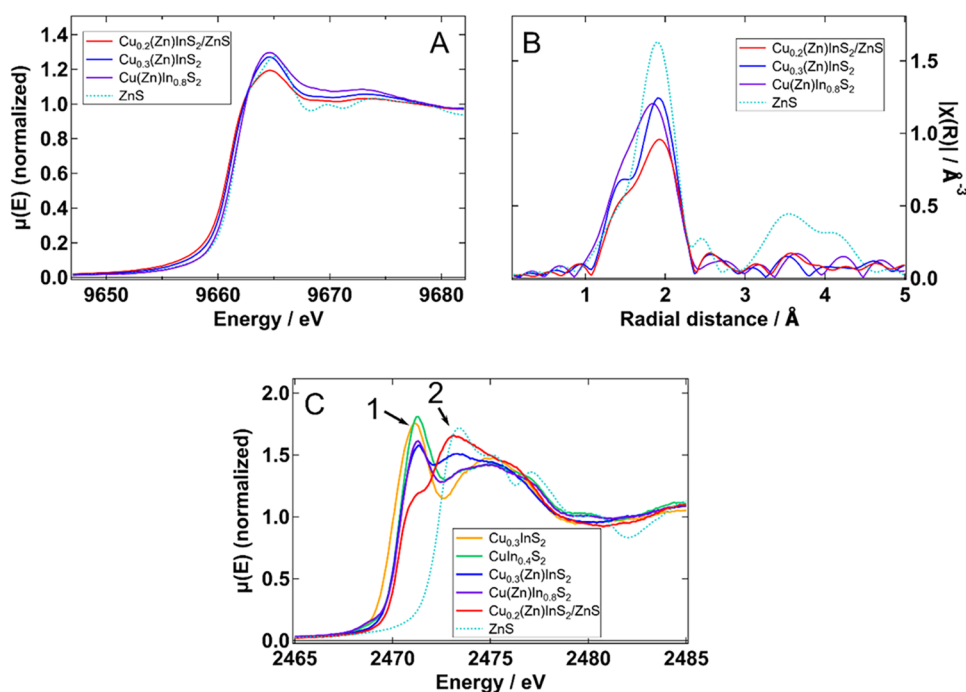 A
Cu₀.₂(Zn)InS₂/ZnS
Cu₀.₃(Zn)InS₂
Cu(Zn)In₀.₈S₂
ZnS
μ(E) (normalized)
1.4
1.2
1.0
0.8
0.6
0.4
0.2
0.0
9650 9660 9670 9680
Energy / eV
B
Cu₀.₂(Zn)InS₂/ZnS
Cu₀.₃(Zn)InS₂
Cu(Zn)In₀.₈S₂
ZnS
1.5
1.0
0.5
0.0
|χ(R)| / Å⁻³
0 1 2 3 4 5
Radial distance / Å
C
1
2
μ(E) (normalized)
2.0
1.5
1.0
0.5
0.0
Cu₀.₃InS₂
CuIn₀.₄S₂
Cu₀.₃(Zn)InS₂
Cu(Zn)In₀.₈S₂
Cu₀.₂(Zn)InS₂/ZnS
ZnS
2465 2470 2475 2480 2485
Energy / eV